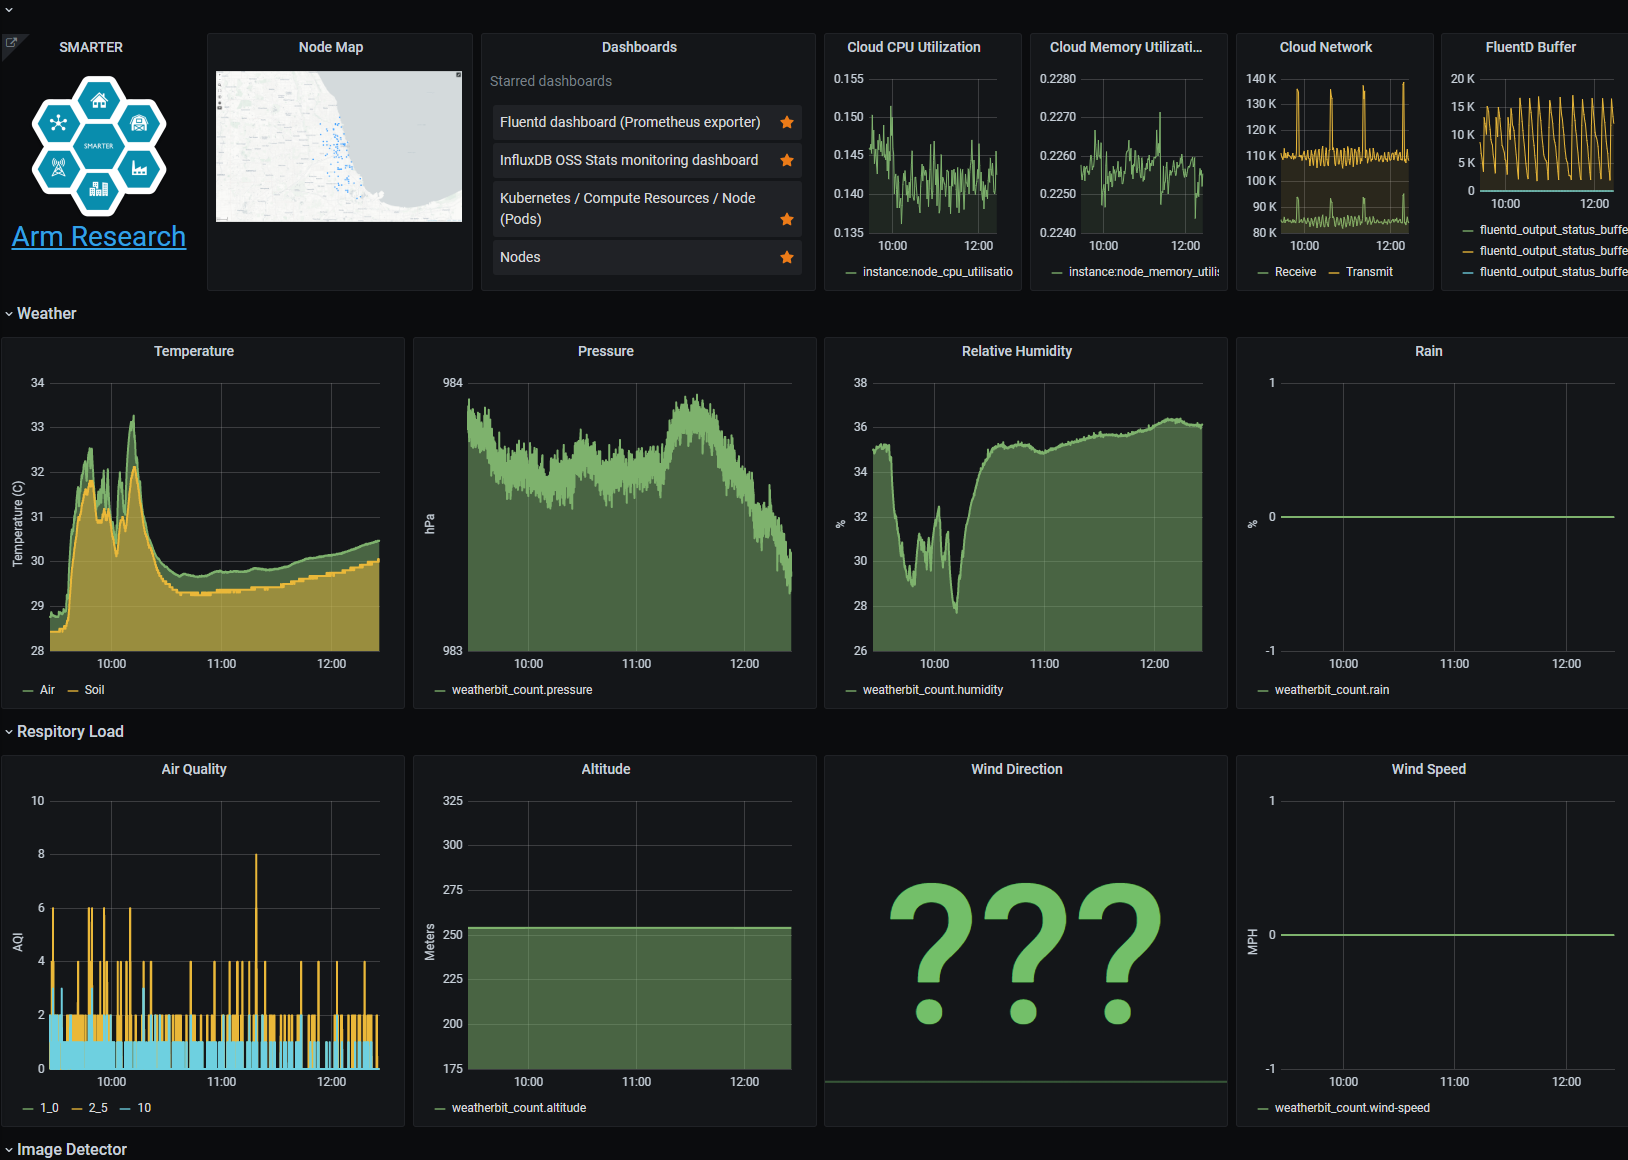 SMARTER
SMARTER
Arm Research
Node Map
Dashboards
Starred dashboards
Fluentd dashboard (Prometheus exporter)
InfluxDB OSS Stats monitoring dashboard
Kubernetes / Compute Resources / Node
(Pods)
Nodes
Cloud CPU Utilization
0.155
0.150
0.145
0.140
0.135
10:00 12:00
instance:node_cpu_utilisatio
Cloud Memory Utilizati...
0.2280
0.2270
0.2260
0.2250
0.2240
10:00 12:00
instance:node_memory_utilis
Cloud Network
140 K
130 K
120 K
110 K
100 K
90 K
80 K
10:00 12:00
Receive Transmit
FluentD Buffer
20 K
15 K
10 K
5 K
0
10:00 12:00
fluentd_output_status_buffe
fluentd_output_status_buffe
fluentd_output_status_buffe
Weather
Temperature
Temperature (C)
34
33
32
31
30
29
28
10:00 11:00 12:00
Air Soil
Pressure
hPa
984
983
10:00 11:00 12:00
weatherbit_count.pressure
Relative Humidity
%
38
36
34
32
30
28
26
10:00 11:00 12:00
weatherbit_count.humidity
Rain
%
1
0
-1
10:00 11:00 12:00
weatherbit_count.rain
Respitory Load
Air Quality
AQI
10
8
6
4
2
0
10:00 11:00 12:00
1_0 2_5 10
Altitude
Meters
325
300
275
250
225
200
175
10:00 11:00 12:00
weatherbit_count.altitude
Wind Direction
???
Wind Speed
MPH
1
0
-1
10:00 11:00 12:00
weatherbit_count.wind-speed
Image Detector